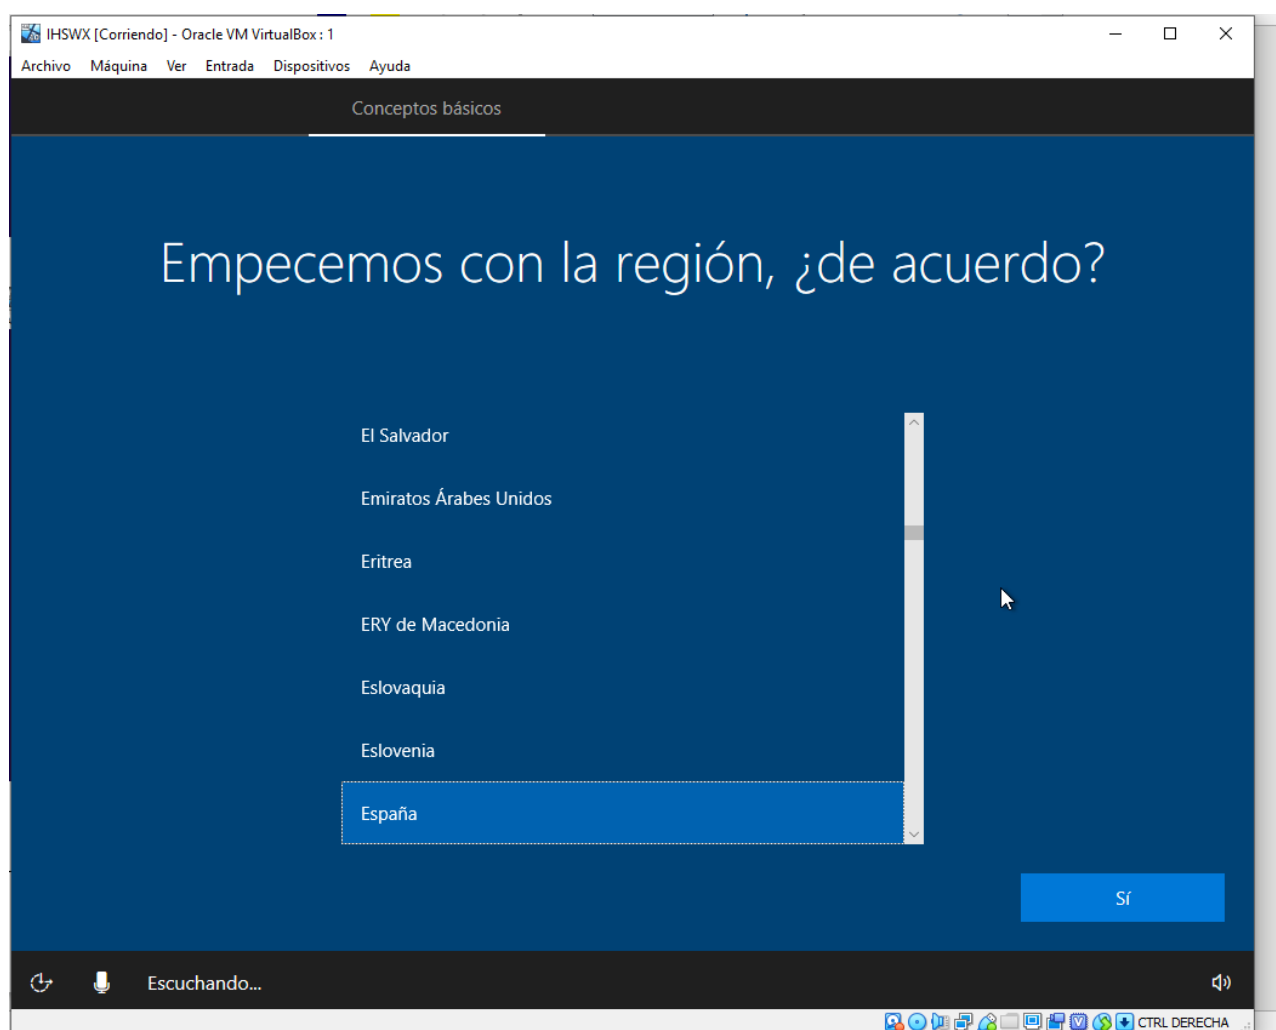 IHSWX [Corriendo] - Oracle VM VirtualBox : 1
Archivo Máquina Ver Entrada Dispositivos Ayuda
Conceptos básicos
Empecemos con la región, ¿de acuerdo?
El Salvador
Emiratos Árabes Unidos
Eritrea
ERY de Macedonia
Eslovaquia
Eslovenia
España
Sí
Escuchando...
CTRL DERECHA